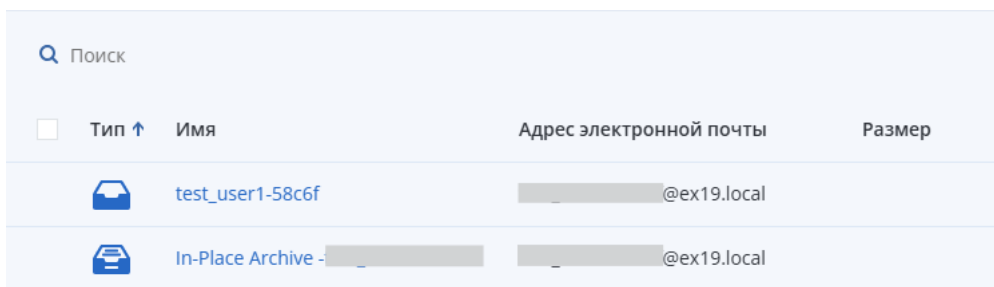 Поиск
Тип Имя Адрес электронной почты Размер
test_user1-58c6f @ex19.local
In-Place Archive - @ex19.local